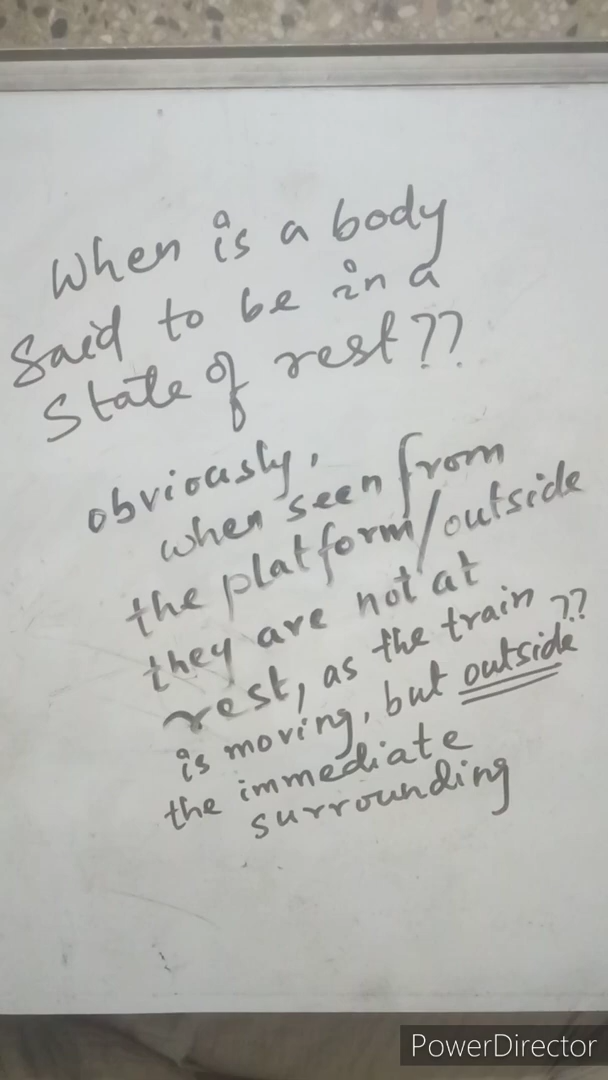 When is a body
Said to be in a
State of rest??
obviously,
when seen from
the platform/outside
they are not at
rest, as the train ??
is moving, but outside
the immediate
surrounding
PowerDirector